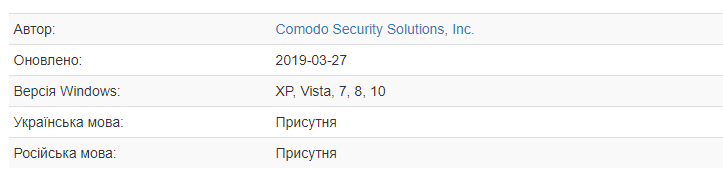 Автор: Comodo Security Solutions, Inc.
Оновлено: 2019-03-27
Версія Windows: XP, Vista, 7, 8, 10
Українська мова: Присутня
Російська мова: Присутня